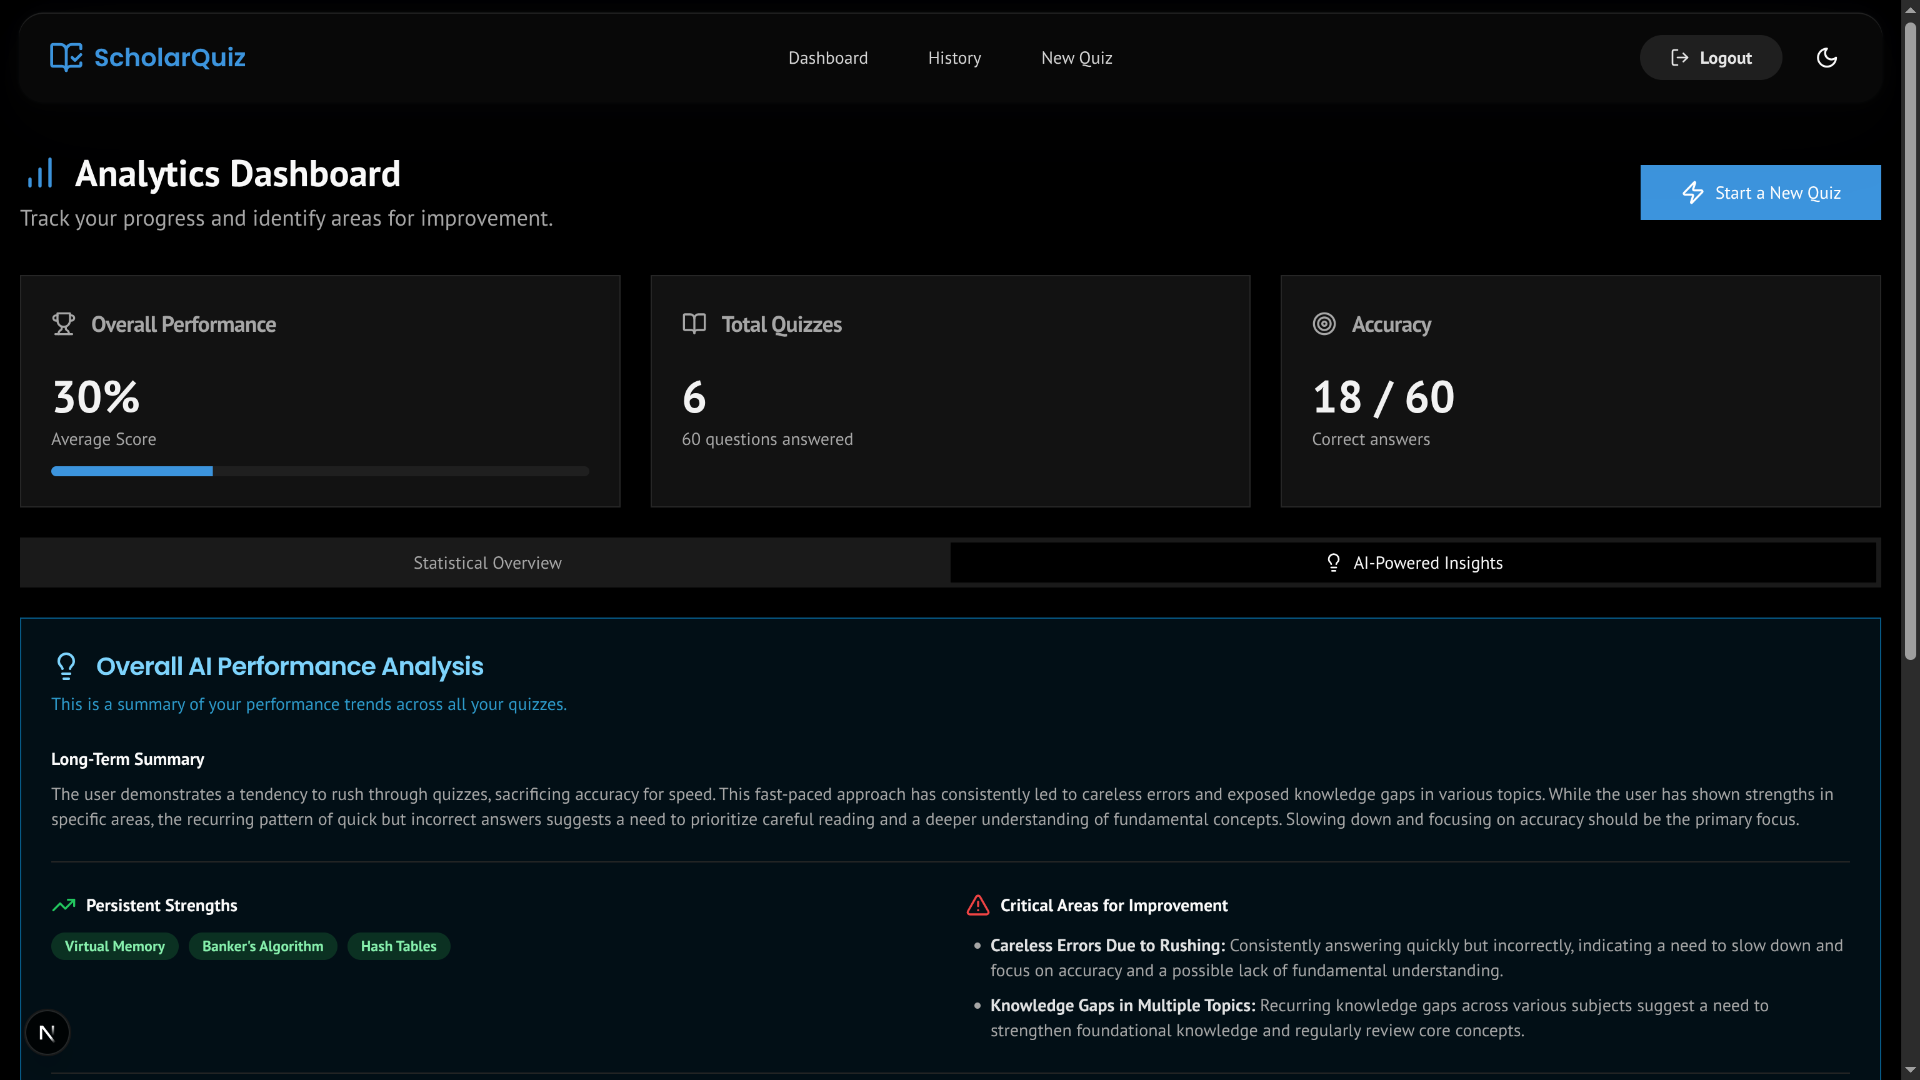 ScholarQuiz
Dashboard
History
New Quiz
Logout
Analytics Dashboard
Track your progress and identify areas for improvement.
Start a New Quiz
Overall Performance
30%
Average Score
Total Quizzes
6
60 questions answered
Accuracy
18 / 60
Correct answers
Statistical Overview
AI-Powered Insights
Overall AI Performance Analysis
This is a summary of your performance trends across all your quizzes.
Long-Term Summary
The user demonstrates a tendency to rush through quizzes, sacrificing accuracy for speed. This fast-paced approach has consistently led to careless errors and exposed knowledge gaps in various topics. While the user has shown strengths in
specific areas, the recurring pattern of quick but incorrect answers suggests a need to prioritize careful reading and a deeper understanding of fundamental concepts. Slowing down and focusing on accuracy should be the primary focus.
Persistent Strengths
Virtual Memory
Banker's Algorithm
Hash Tables
Critical Areas for Improvement
• Careless Errors Due to Rushing: Consistently answering quickly but incorrectly, indicating a need to slow down and
focus on accuracy and a possible lack of fundamental understanding.
• Knowledge Gaps in Multiple Topics: Recurring knowledge gaps across various subjects suggest a need to
strengthen foundational knowledge and regularly review core concepts.
N